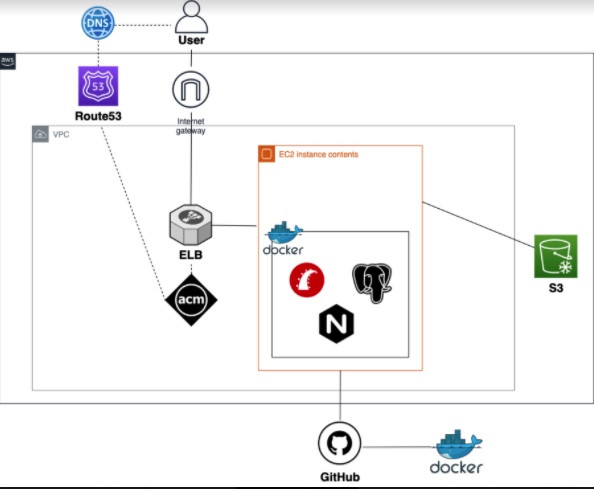 DNS
User
aws
53
Route53
Internet
gateway
VPC
EC2 instance contents
docker
ELB
acm
N
S3
GitHub
docker